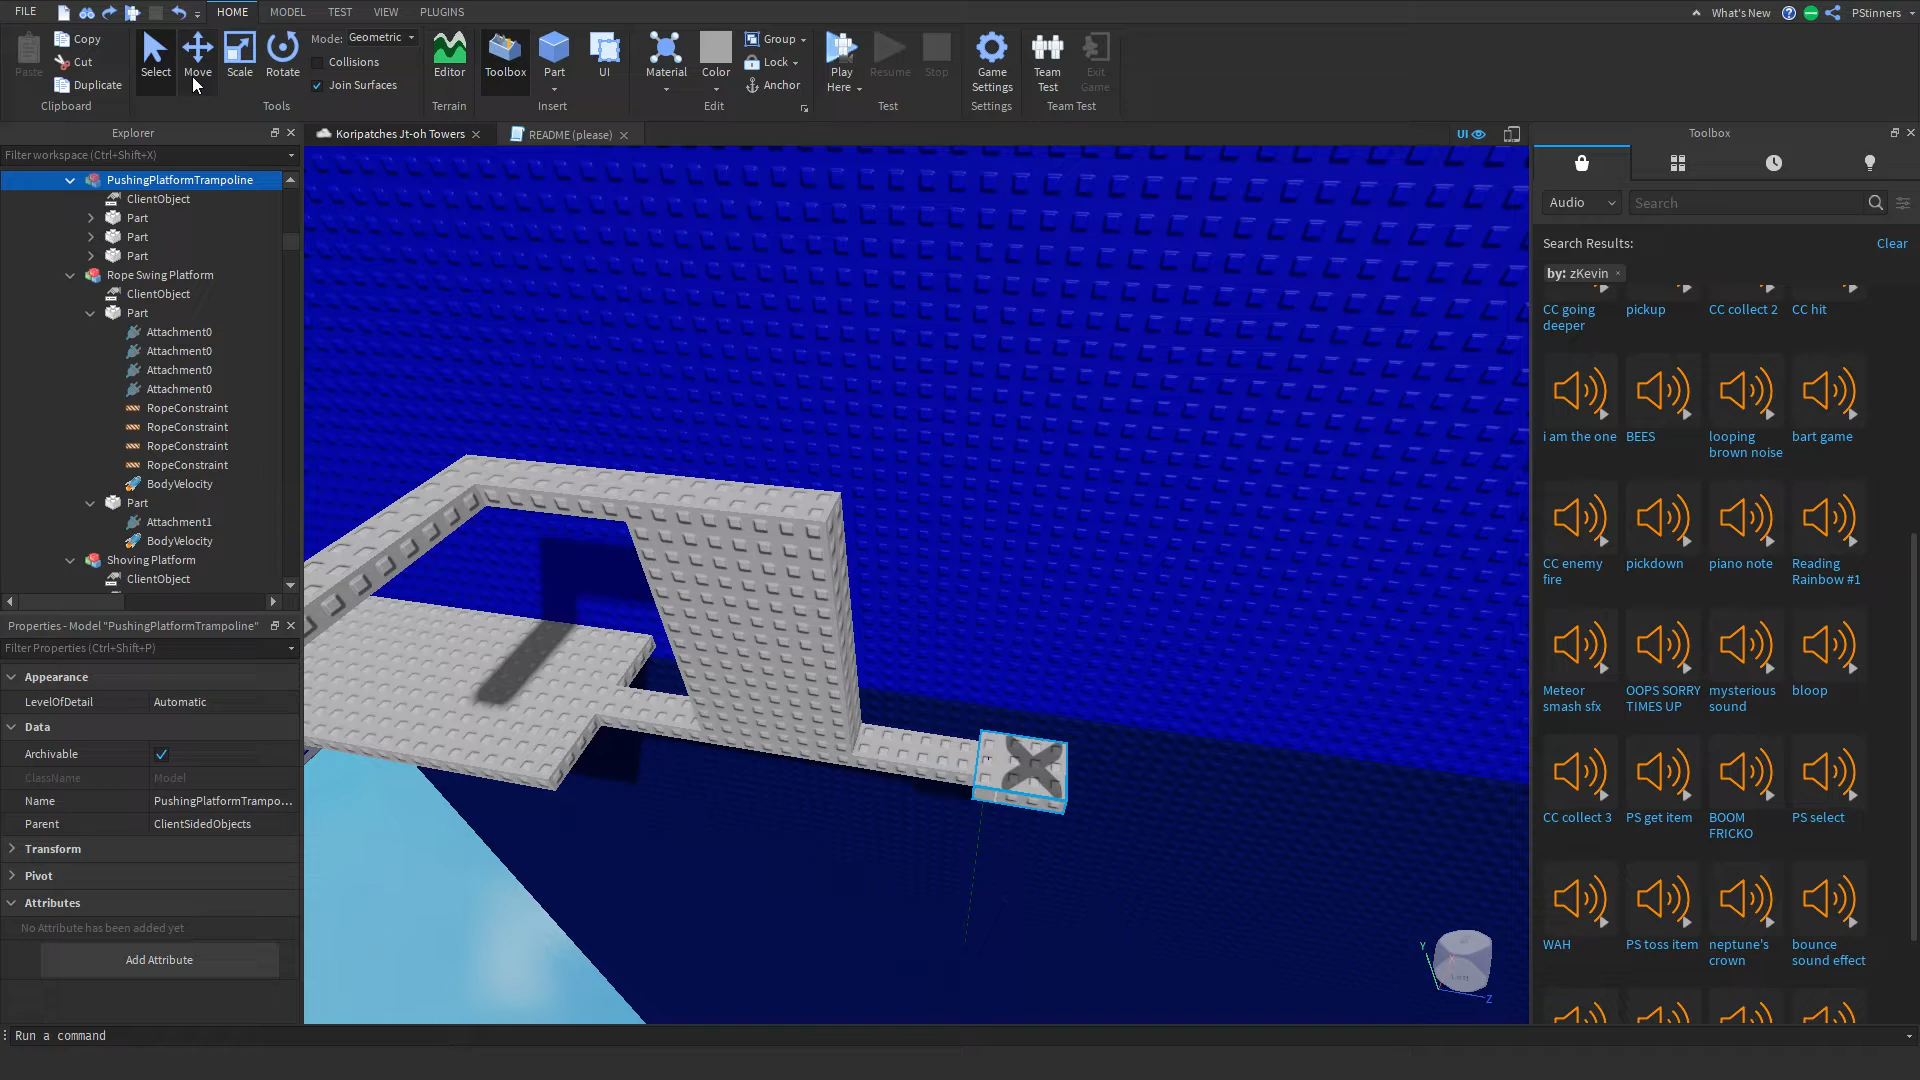 FILE
HOME
MODEL
TEST
VIEW
PLUGINS
What's New
PStinners
Paste
Copy
Cut
Duplicate
Clipboard
Select
Move
Scale
Rotate
Mode: Geometric
Collisions
Join Surfaces
Tools
Editor
Terrain
Toolbox
Part
UI
Insert
Material
Color
Group
Lock
Anchor
Edit
Play
Here
Resume
Stop
Test
Game
Settings
Settings
Team
Test
Exit
Game
Team Test
Explorer
Filter workspace (Ctrl+Shift+X)
PushingPlatformTrampoline
ClientObject
Part
Part
Part
Rope Swing Platform
ClientObject
Part
Attachment0
Attachment0
Attachment0
Attachment0
RopeConstraint
RopeConstraint
RopeConstraint
RopeConstraint
BodyVelocity
Part
Attachment1
BodyVelocity
Shoving Platform
ClientObject
Properties - Model "PushingPlatformTrampoline"
Filter Properties (Ctrl+Shift+P)
Appearance
LevelOfDetail Automatic
Data
Archivable
ClassName Model
Name PushingPlatformTrampo...
Parent ClientSidedObjects
Transform
Pivot
Attributes
No Attribute has been added yet
Add Attribute
Koripatches Jt-oh Towers
README (please)
UI
Y
Left
Z
Toolbox
Audio
Search
Search Results:
Clear
by: zKevin
CC going
deeper
pickup
CC collect 2
CC hit
i am the one
BEES
looping
brown noise
bart game
CC enemy
fire
pickdown
piano note
Reading
Rainbow #1
Meteor
smash sfx
OOPS SORRY
TIMES UP
mysterious
sound
bloop
CC collect 3
PS get item
BOOM
FRICKO
PS select
WAH
PS toss item
neptune's
crown
bounce
sound effect
Run a command